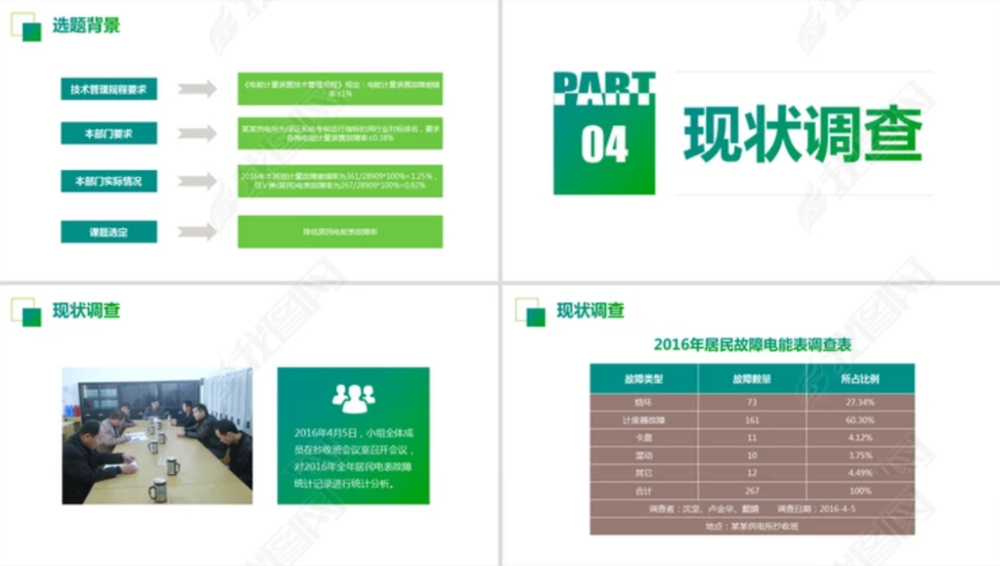 选题背景
技术管理规程要求
《电能计量装置技术管理规程》规定：电能计量装置故障差错
率≤1%
本部门要求
某某供电所为保证系统考核运行指标的同行业对标排名，要求
各类电能计量装置故障率≤0.38%
本部门实际情况
2016年本班组计量故障差错率为361/28909*100%=1.25%，
但V类(居民)电表故障率为267/28909*100%=0.92%
课题选定
降低居民电能表故障率
PART
04
现状调查
现状调查
2016年4月5日，小组全体成
员在抄收班会议室召开会议，
对2016年全年居民电表故障
统计记录进行统计分析。
现状调查
2016年居民故障电能表调查表
故障类型 故障数量 所占比例
烧坏 73 27.34%
计度器故障 161 60.30%
卡盘 11 4.12%
潜动 10 3.75%
其它 12 4.49%
合计 267 100%
调查者：沈坚、卢金华、戴晴 调查日期：2016-4-5
地点：某某供电所抄收班
我图网